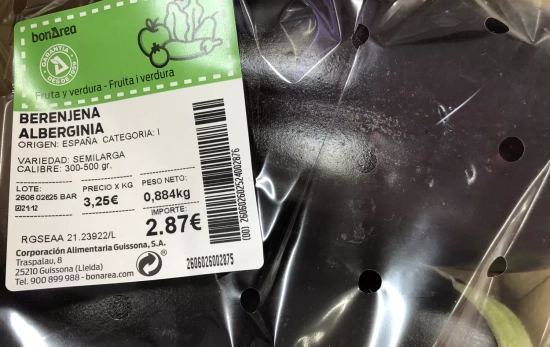 bonÀrea
GARANTIA
DESDE 1959
Fruta y verdura - Fruita i verdura
BERENJENA
ALBERGINIA
ORIGEN: ESPAÑA CATEGORIA: I
VARIEDAD: SEMILARGA
CALIBRE: 300-500 gr.
LOTE: PRECIO X KG PESO NETO:
2606 02625 BAR 3,25€ 0,884kg
21:12
IMPORTE:
2.87€
RGSEAA 21.23922/L
Corporación Alimentaria Guissona, S.A.
Traspalau, 8
25210 Guissona (Lleida)
Tel. 900 899 988 - bonarea.com
2606026002875